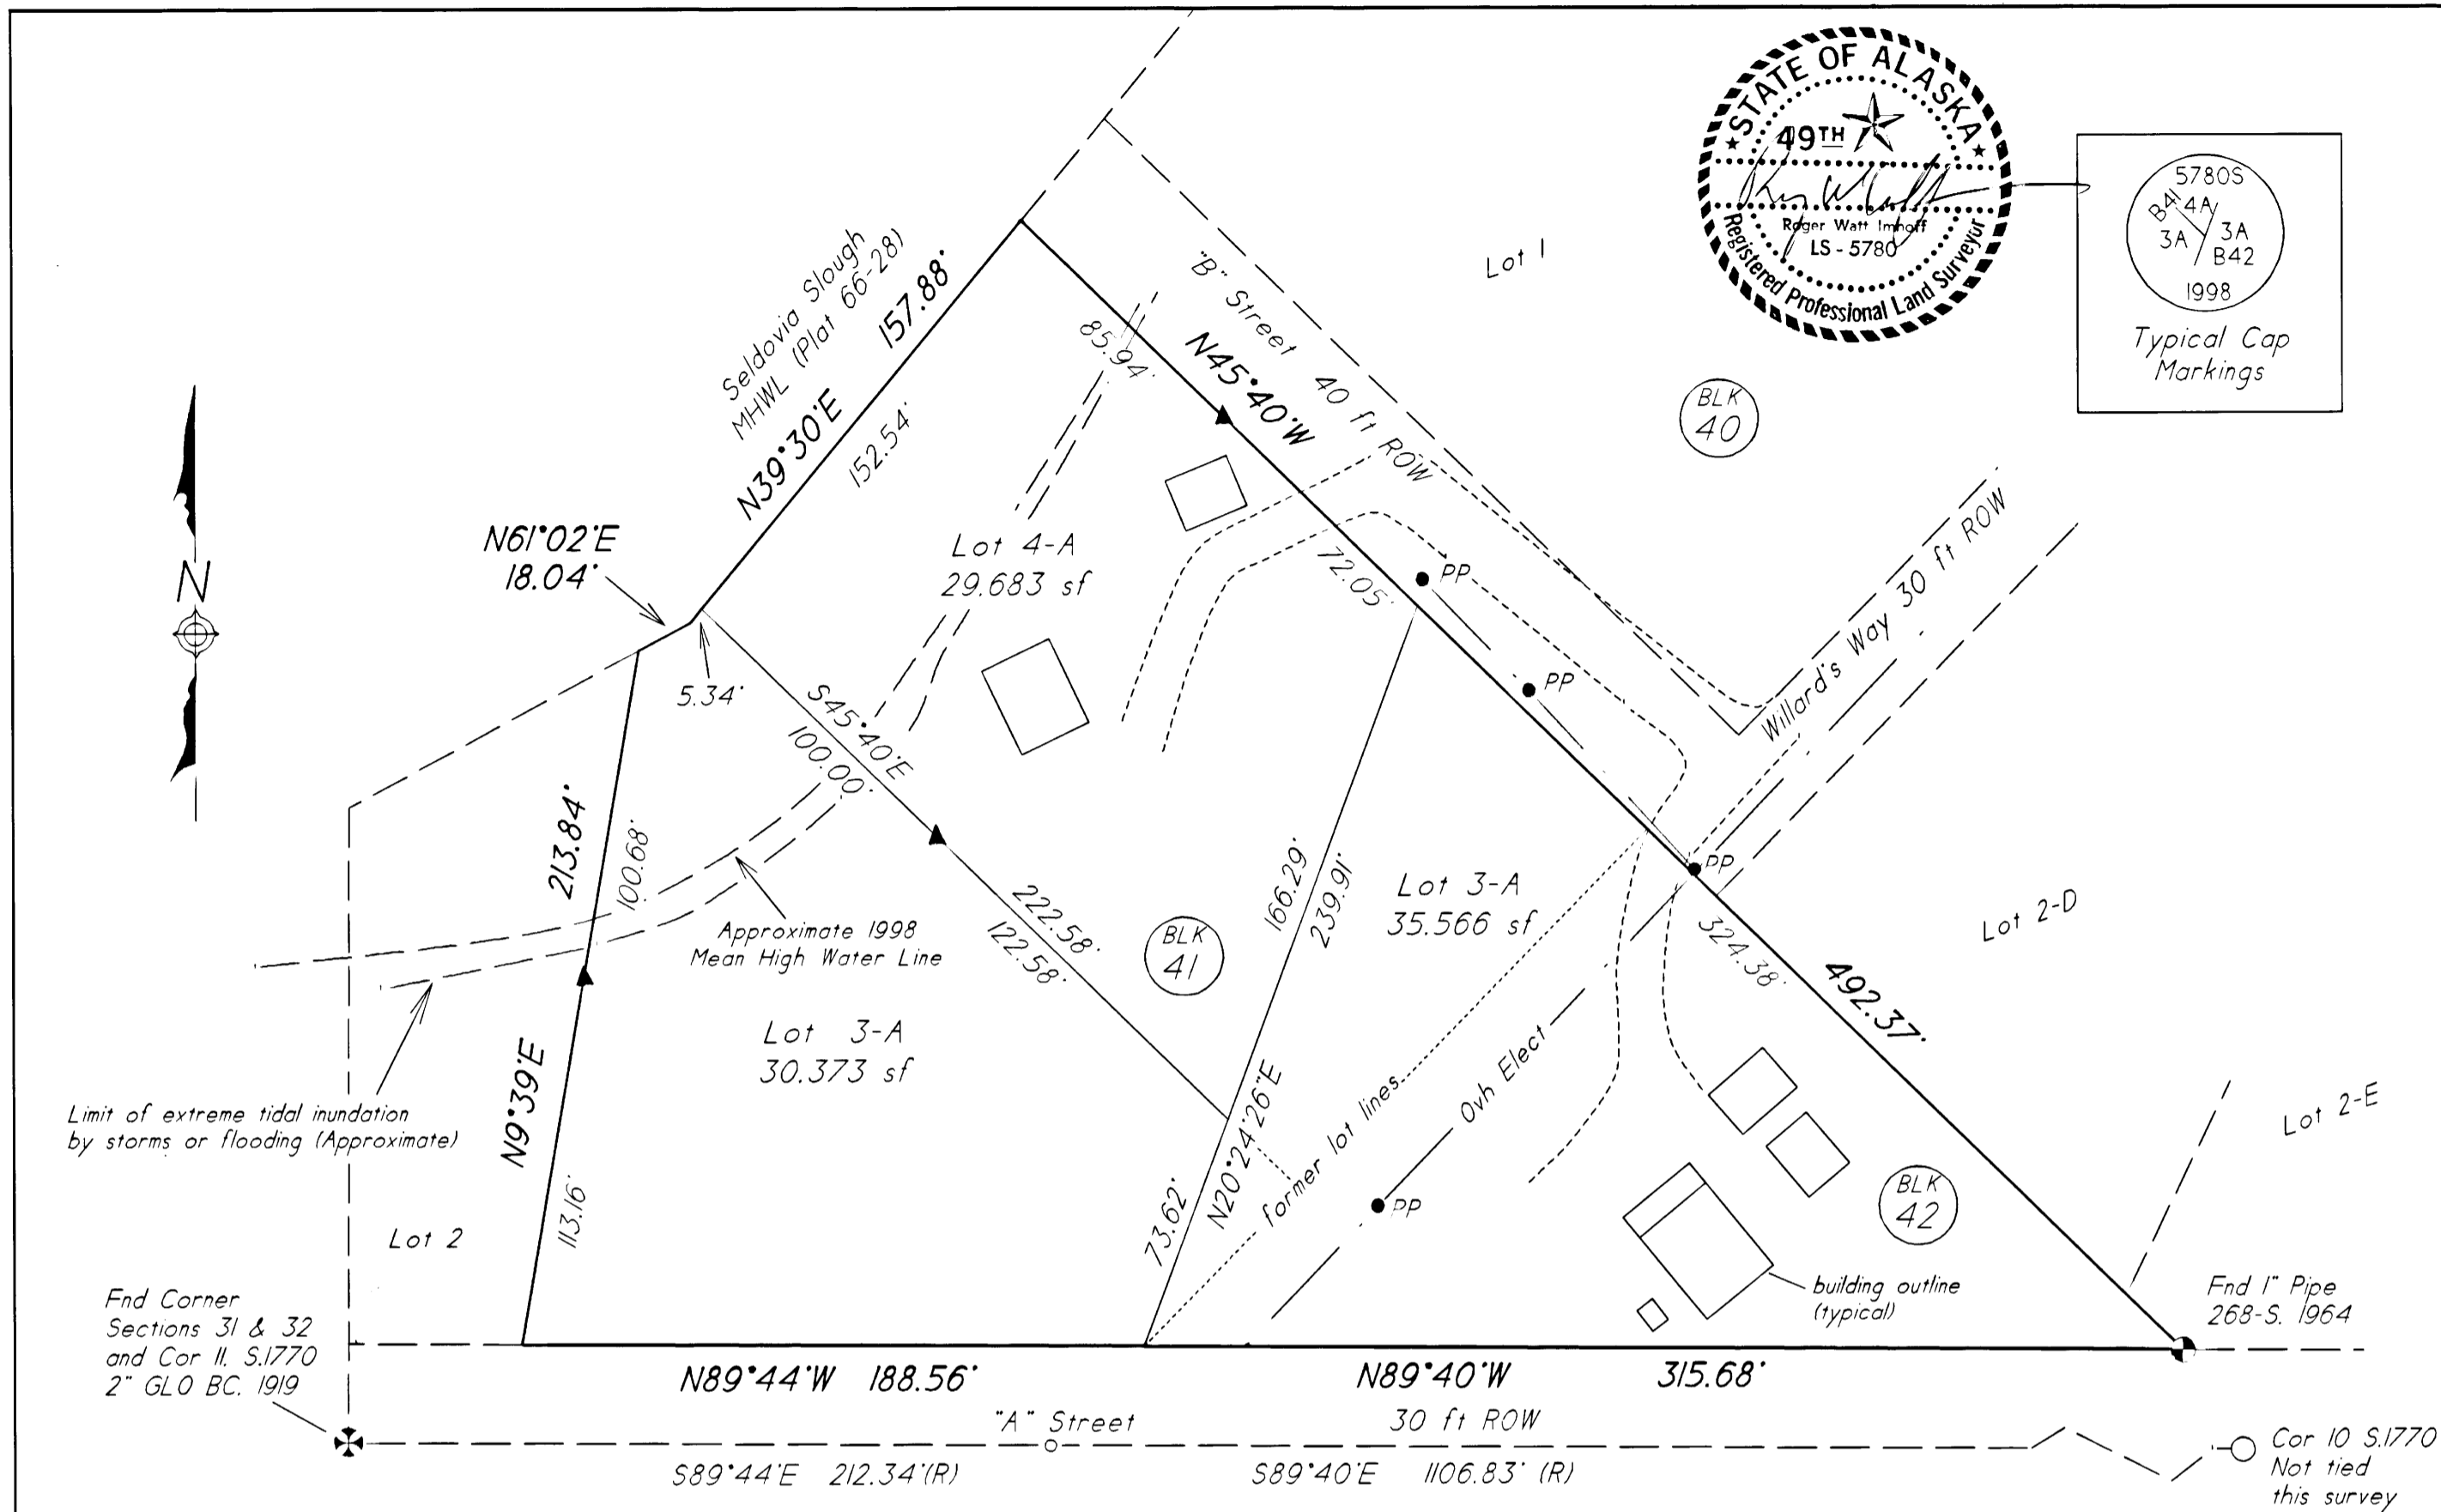 STATE OF ALASKA
49TH
Roger Watt Imhoff
LS - 5780
Registered Professional Land Surveyor
5780S
B41 4A
3A 3A
B42
1998
Typical Cap
Markings
Lot 1
"B" Street 40 ft ROW
Seldovia Slough
MHWL (Plat 66-28)
N39°30'E 157.88'
152.54'
85.94'
N45°40'W
BLK
40
N
N61°02'E
18.04'
Lot 4-A
29.683 sf
72.05'
PP
PP
Willard's Way 30 ft ROW
5.34'
S45°40'E
100.00'
213.84'
100.68'
PP
222.58'
122.58'
166.29'
239.91'
Lot 3-A
35.566 sf
Lot 2-D
324.38'
492.37'
Approximate 1998
Mean High Water Line
BLK
41
Lot 3-A
30.373 sf
N9°39'E
Ovh Elect
Lot 2-E
Limit of extreme tidal inundation
by storms or flooding (Approximate)
113.16'
73.62'
N20°24'26"E
former lot lines
PP
BLK
42
Lot 2
building outline
(typical)
Fnd 1" Pipe
268-S. 1964
Fnd Corner
Sections 31 & 32
and Cor 11. S.1770
2" GLO BC. 1919
N89°44'W 188.56'
N89°40'W 315.68'
"A" Street 30 ft ROW
S89°44'E 212.34'(R)
S89°40'E 1106.83' (R)
Cor 10 S.1770
Not tied
this survey